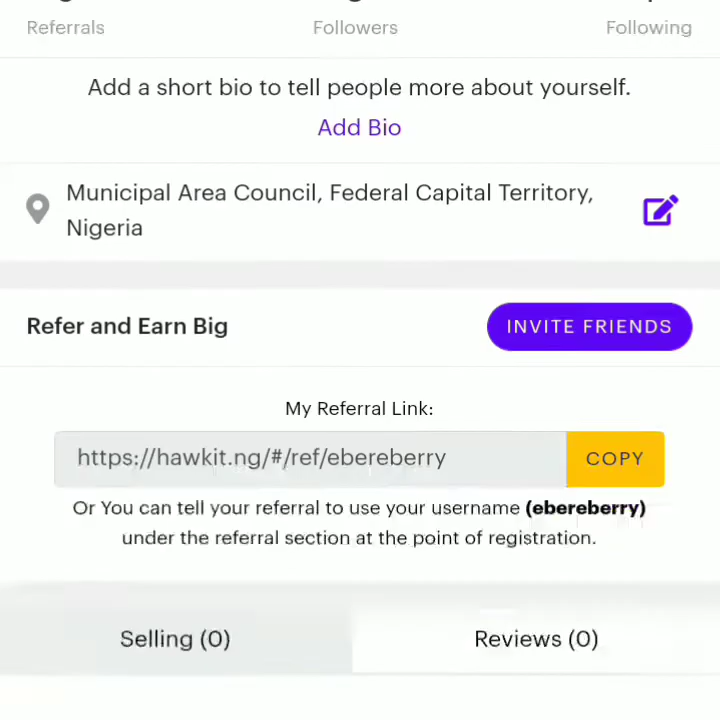 Referrals Followers Following
Add a short bio to tell people more about yourself.
Add Bio
Municipal Area Council, Federal Capital Territory,
Nigeria
Refer and Earn Big INVITE FRIENDS
My Referral Link:
https://hawkit.ng/#/ref/ebereberry COPY
Or You can tell your referral to use your username (ebereberry)
under the referral section at the point of registration.
Selling (0) Reviews (0)